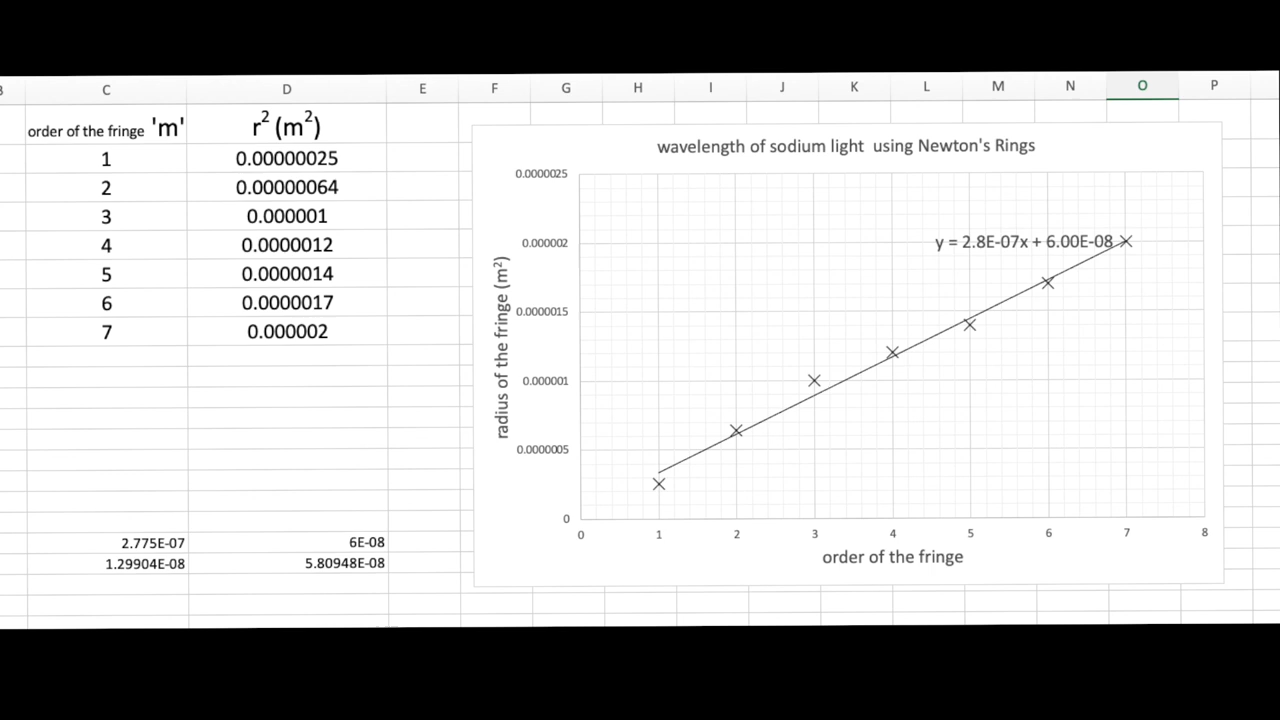 C D E F G H I J K L M N O P
order of the fringe 'm' r² (m²)
1 0.00000025
2 0.00000064
3 0.000001
4 0.0000012
5 0.0000014
6 0.0000017
7 0.000002
2.775E-07 6E-08
1.29904E-08 5.80948E-08
wavelength of sodium light using Newton's Rings
0.0000025
0.000002
0.0000015
0.000001
0.0000005
0
radius of the fringe (m²)
y = 2.8E-07x + 6.00E-08
0 1 2 3 4 5 6 7 8
order of the fringe